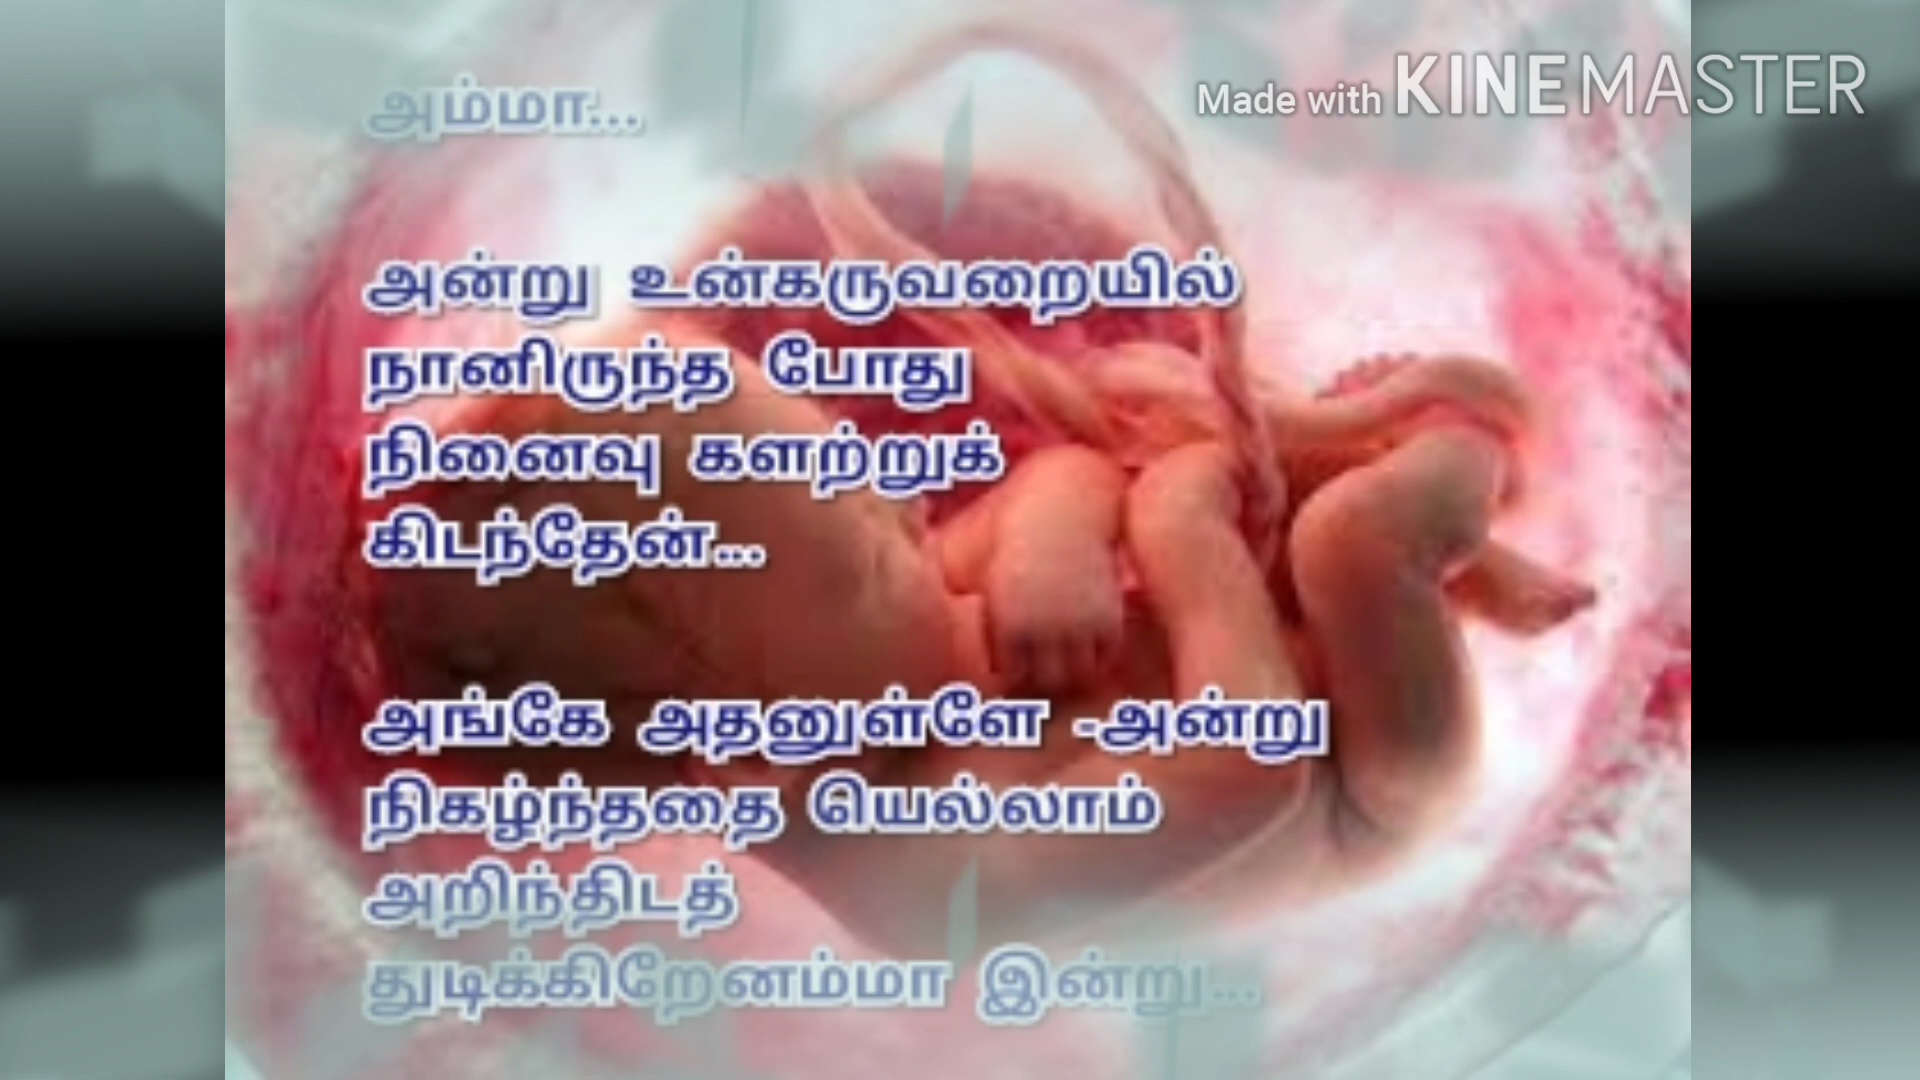 அம்மா...
Made with KINEMASTER
அன்று உன்கருவறையில்
நானிருந்த போது
நினைவு களற்றுக்
கிடந்தேன்...
அங்கே அதனுள்ளே -அன்று
நிகழ்ந்ததை யெல்லாம்
அறிந்திடத்
துடிக்கிறேனம்மா இன்று...